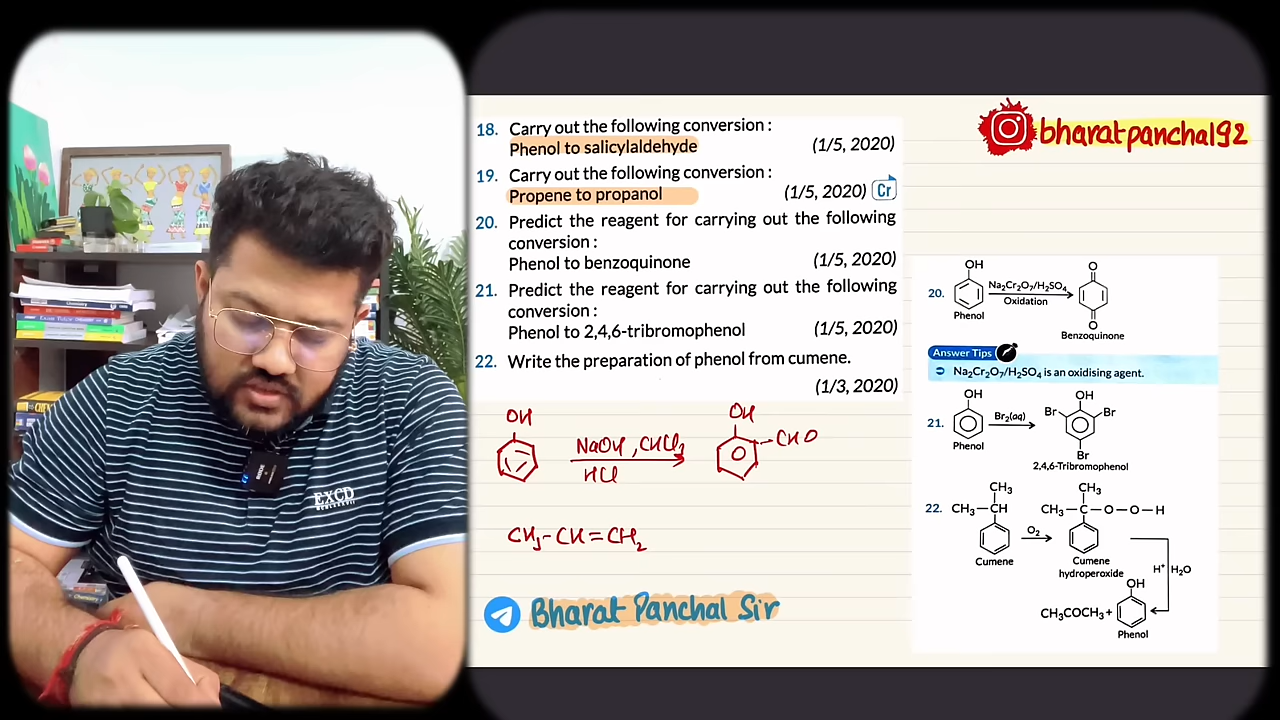 18. Carry out the following conversion :
Phenol to salicylaldehyde (1/5, 2020)
19. Carry out the following conversion :
Propene to propanol (1/5, 2020) Cr
20. Predict the reagent for carrying out the following
conversion :
Phenol to benzoquinone (1/5, 2020)
21. Predict the reagent for carrying out the following
conversion :
Phenol to 2,4,6-tribromophenol (1/5, 2020)
22. Write the preparation of phenol from cumene.
(1/3, 2020)
OH
NaOH, CHCl3
HCl
OH
CHO
CH3-CH=CH2
Bharat Panchal Sir
bharatpanchal92
20.
OH
Phenol
Na2Cr2O7/H2SO4
Oxidation
O
O
Benzoquinone
Answer Tips
Na2Cr2O7/H2SO4 is an oxidising agent.
21.
OH
Phenol
Br2(aq)
OH
Br
Br
Br
2,4,6-Tribromophenol
22.
CH3
CH3—CH
Cumene
O2
CH3
CH3—C—O—O—H
Cumene
hydroperoxide
H+ H2O
OH
CH3COCH3 +
Phenol
EXCD